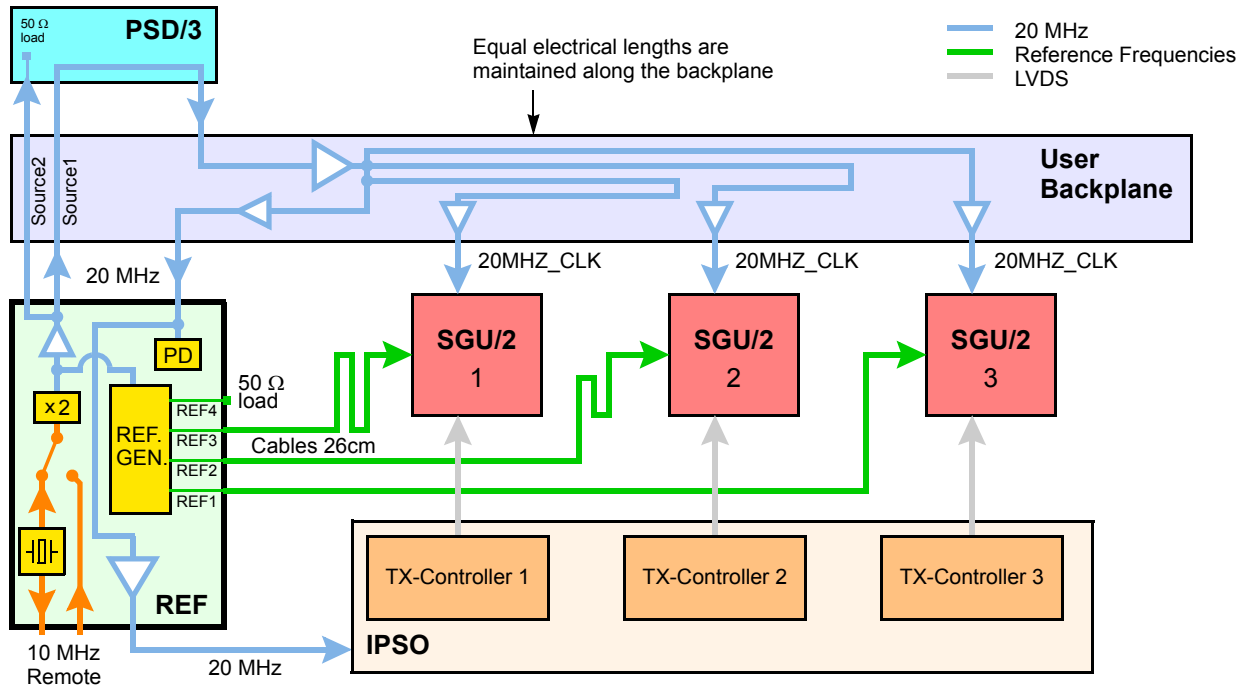 50 Ω
load
PSD/3
Equal electrical lengths are
maintained along the backplane
20 MHz
Reference Frequencies
LVDS
Source2
Source1
User
Backplane
20 MHz
20MHZ_CLK
20MHZ_CLK
20MHZ_CLK
PD
SGU/2
1
SGU/2
2
SGU/2
3
x2
REF.
GEN.
REF4
REF3
REF2
REF1
50 Ω
load
Cables 26cm
REF
TX-Controller 1
TX-Controller 2
TX-Controller 3
IPSO
10 MHz
Remote
20 MHz